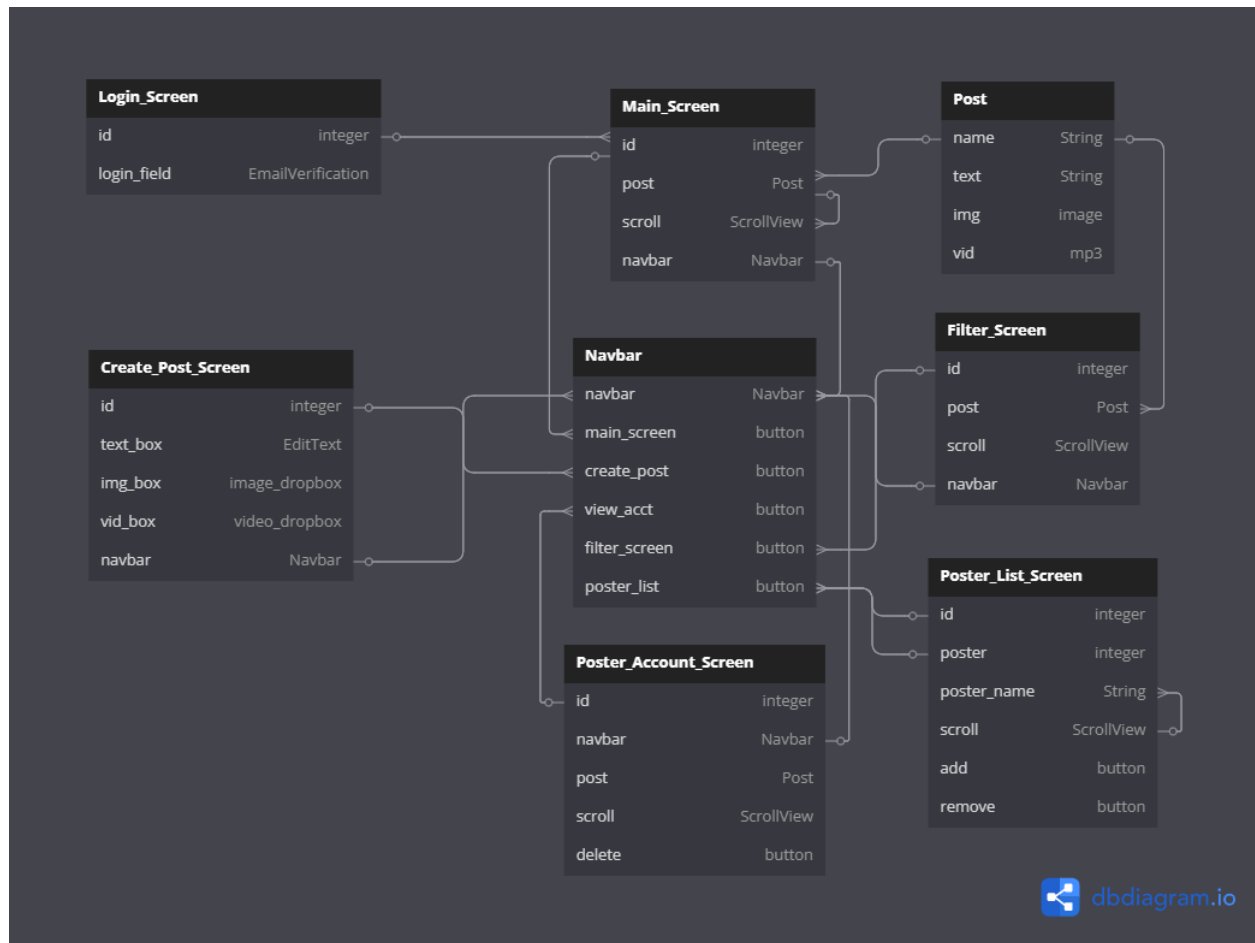 Login_Screen
id integer
login_field EmailVerification
Main_Screen
id integer
post Post
scroll ScrollView
navbar Navbar
Post
name String
text String
img image
vid mp3
Create_Post_Screen
id integer
text_box EditText
img_box image_dropbox
vid_box video_dropbox
navbar Navbar
Navbar
navbar Navbar
main_screen button
create_post button
view_acct button
filter_screen button
poster_list button
Filter_Screen
id integer
post Post
scroll ScrollView
navbar Navbar
Poster_Account_Screen
id integer
navbar Navbar
post Post
scroll ScrollView
delete button
Poster_List_Screen
id integer
poster integer
poster_name String
scroll ScrollView
add button
remove button
dbdiagram.io